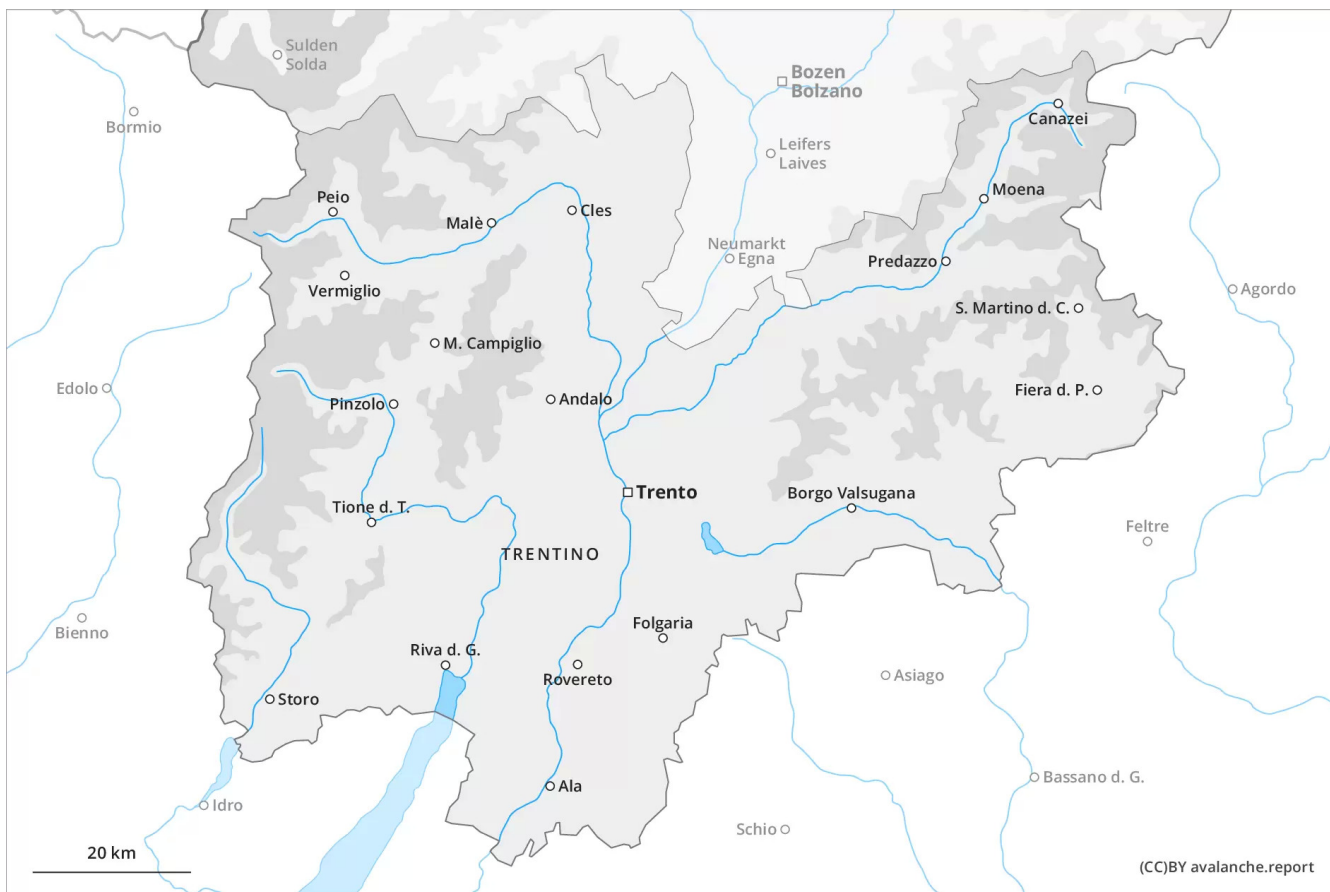 Sulden
Solda
Bozen
Bolzano
Bormio
Canazei
Leifers
Laives
Peio
Moena
Malè
Cles
Neumarkt
Egna
Predazzo
Vermiglio
Agordo
S. Martino d. C.
M. Campiglio
Edolo
Fiera d. P.
Pinzolo
Andalo
Trento
Borgo Valsugana
Tione d. T.
Feltre
TRENTINO
Bienno
Folgaria
Riva d. G.
Asiago
Rovereto
Storo
Bassano d. G.
Ala
Idro
Schio
20 km
(CC)BY avalanche.report